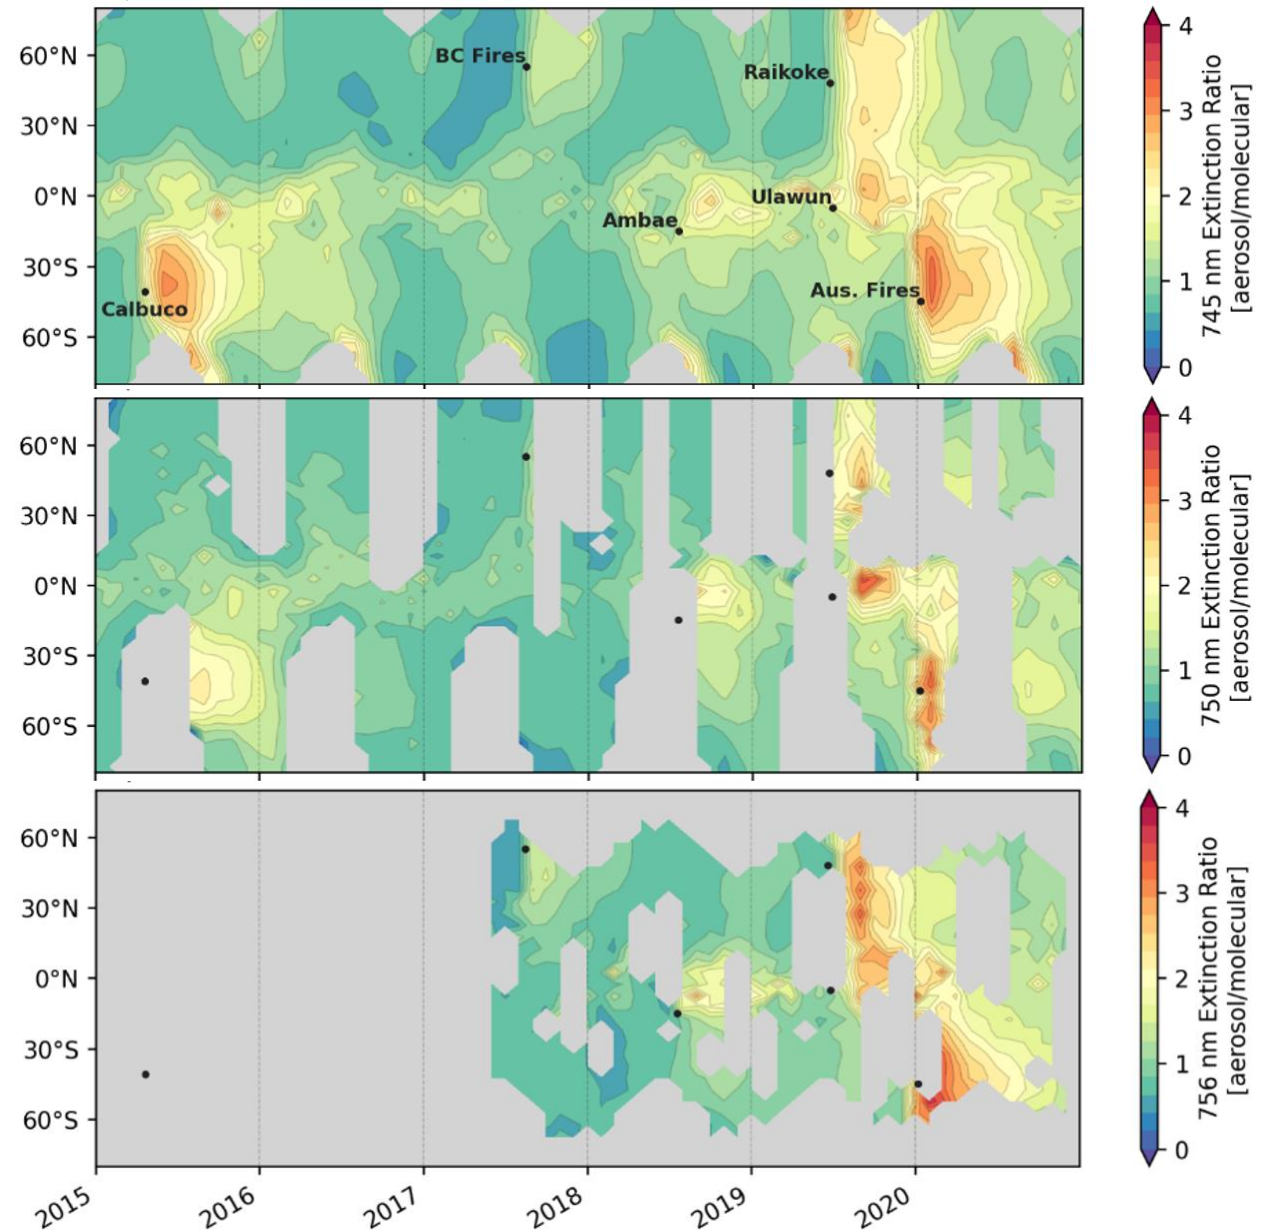 60°N
30°N
0°N
30°S
60°S
BC Fires
Raikoke
Ulawun
Ambae
Aus. Fires
Calbuco
4
3
2
1
0
745 nm Extinction Ratio
[aerosol/molecular]
60°N
30°N
0°N
30°S
60°S
4
3
2
1
0
750 nm Extinction Ratio
[aerosol/molecular]
60°N
30°N
0°N
30°S
60°S
4
3
2
1
0
756 nm Extinction Ratio
[aerosol/molecular]
2015
2016
2017
2018
2019
2020